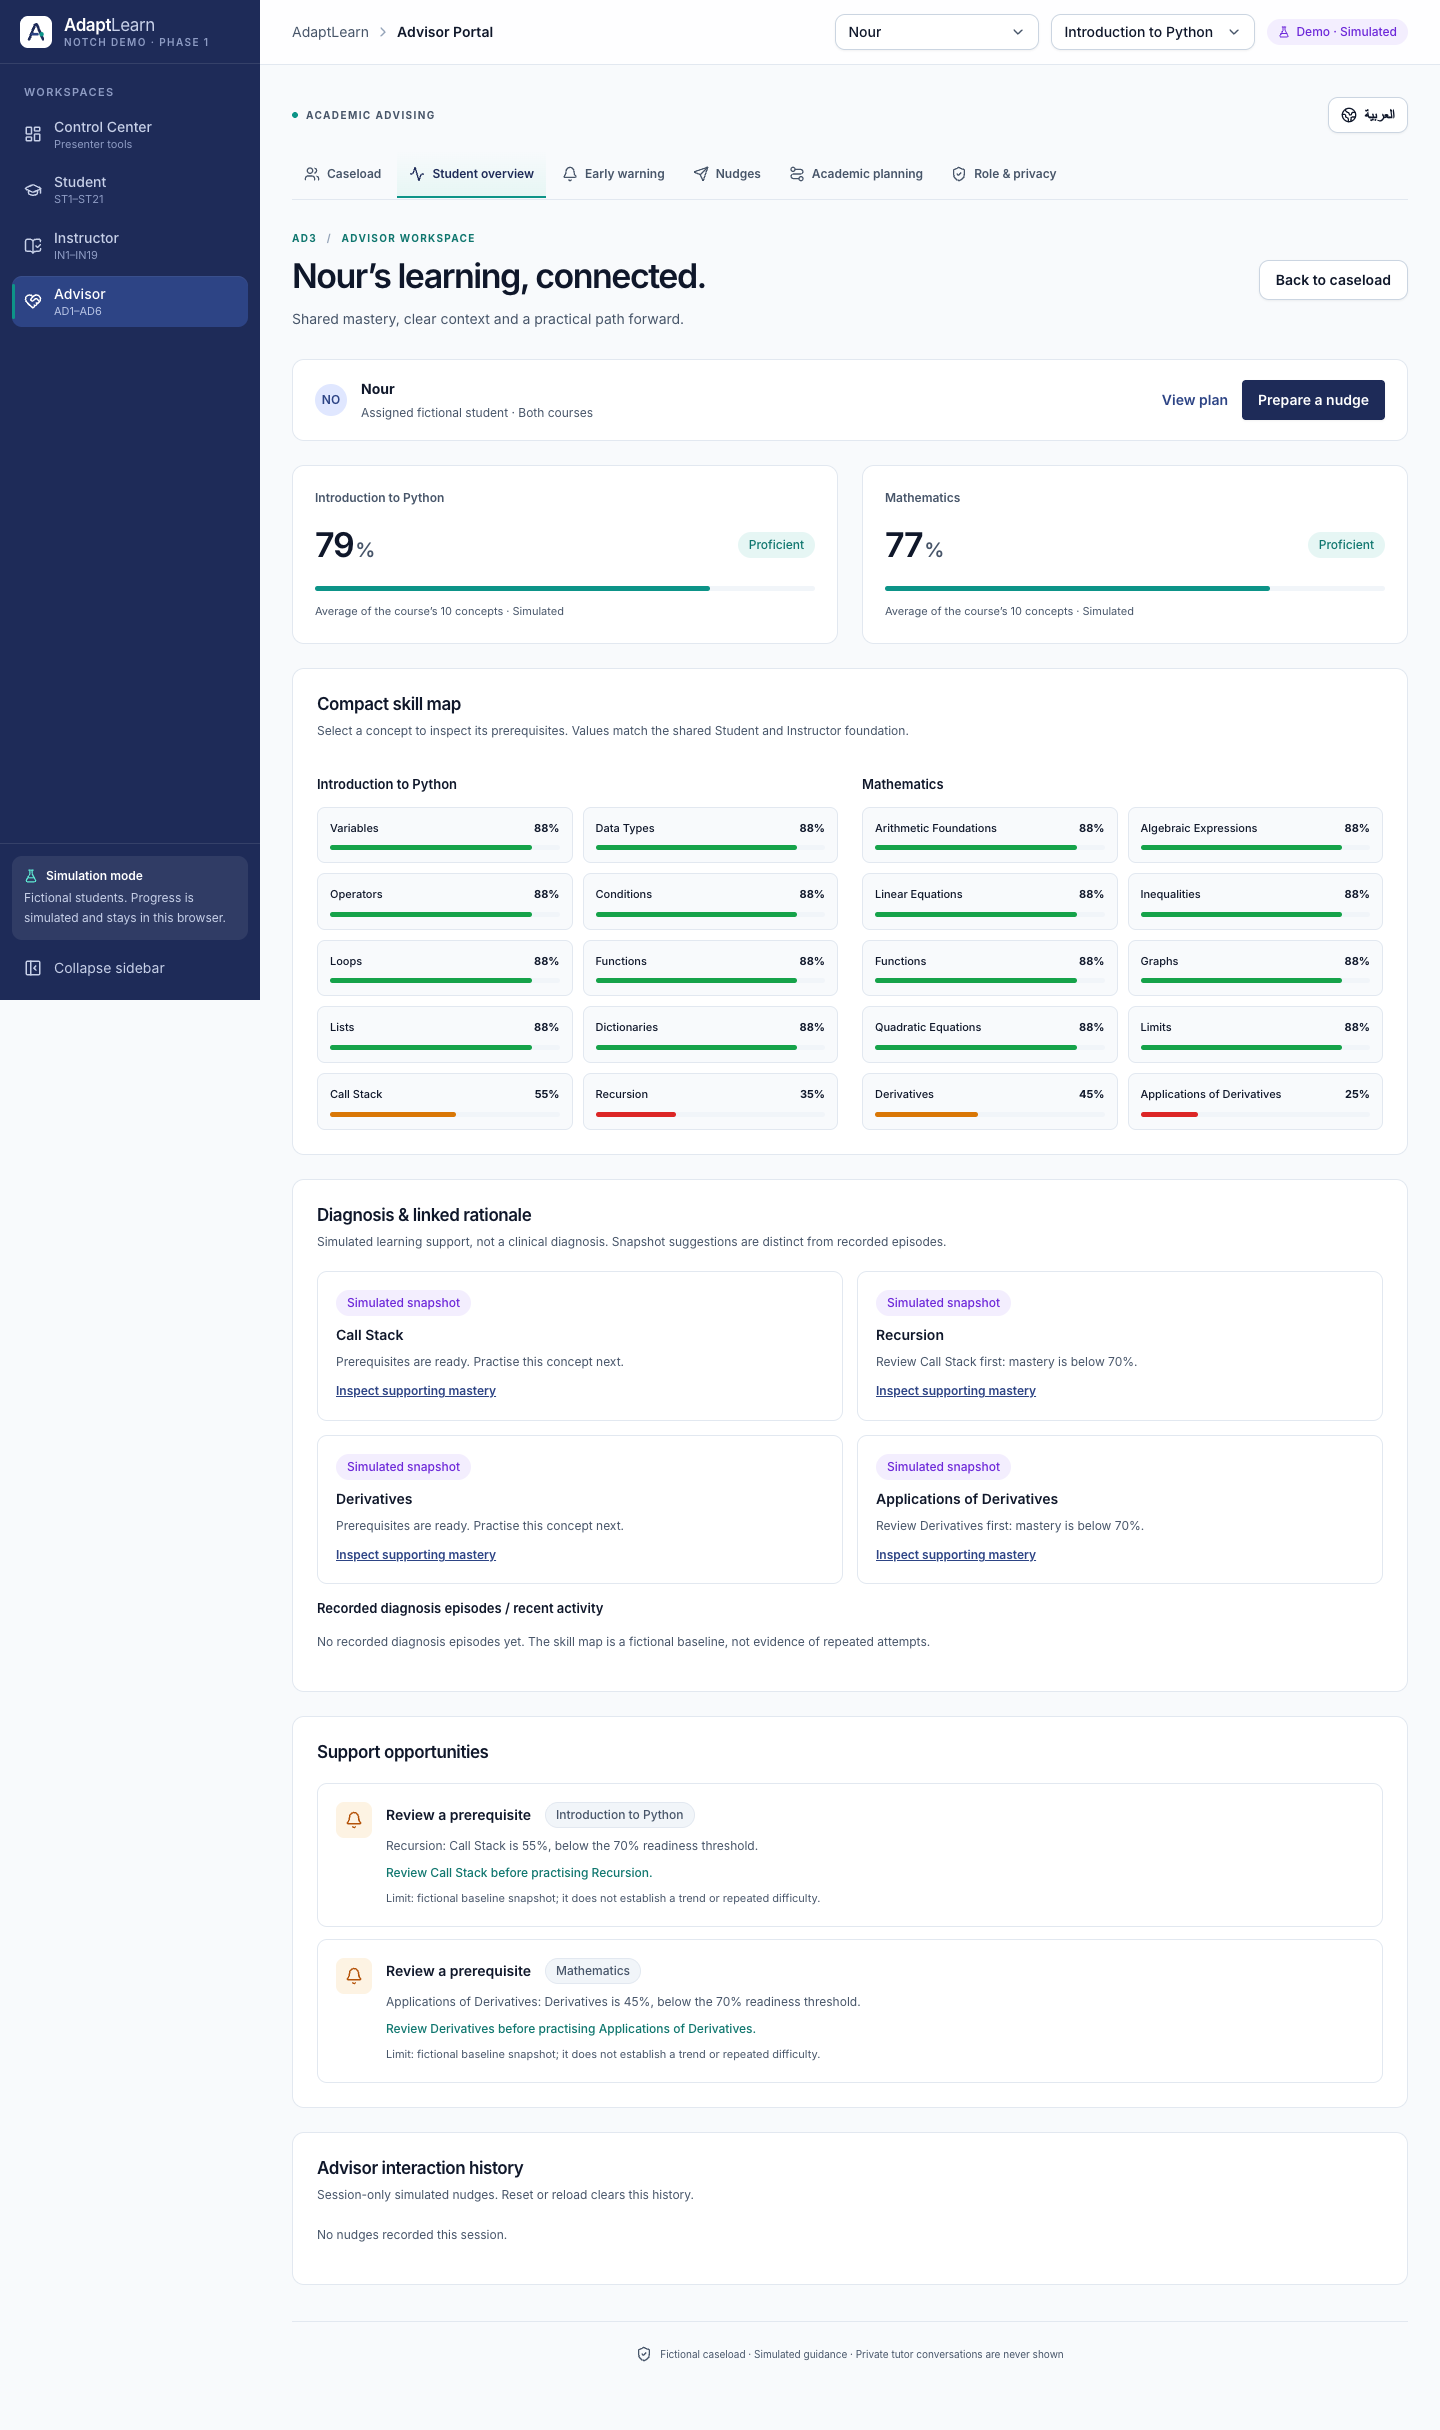 AdaptLearn
NOTCH DEMO · PHASE 1
WORKSPACES
Control Center
Presenter tools
Student
ST1–ST21
Instructor
IN1–IN19
Advisor
AD1–AD6
Simulation mode
Fictional students. Progress is
simulated and stays in this browser.
Collapse sidebar
AdaptLearn > Advisor Portal
Nour
Introduction to Python
Demo · Simulated
ACADEMIC ADVISING
العربية
Caseload
Student overview
Early warning
Nudges
Academic planning
Role & privacy
AD3 / ADVISOR WORKSPACE
Nour’s learning, connected.
Back to caseload
Shared mastery, clear context and a practical path forward.
NO
Nour
Assigned fictional student · Both courses
View plan
Prepare a nudge
Introduction to Python
79%
Proficient
Average of the course’s 10 concepts · Simulated
Mathematics
77%
Proficient
Average of the course’s 10 concepts · Simulated
Compact skill map
Select a concept to inspect its prerequisites. Values match the shared Student and Instructor foundation.
Introduction to Python
Variables 88%
Data Types 88%
Operators 88%
Conditions 88%
Loops 88%
Functions 88%
Lists 88%
Dictionaries 88%
Call Stack 55%
Recursion 35%
Mathematics
Arithmetic Foundations 88%
Algebraic Expressions 88%
Linear Equations 88%
Inequalities 88%
Functions 88%
Graphs 88%
Quadratic Equations 88%
Limits 88%
Derivatives 45%
Applications of Derivatives 25%
Diagnosis & linked rationale
Simulated learning support, not a clinical diagnosis. Snapshot suggestions are distinct from recorded episodes.
Simulated snapshot
Call Stack
Prerequisites are ready. Practise this concept next.
Inspect supporting mastery
Simulated snapshot
Recursion
Review Call Stack first: mastery is below 70%.
Inspect supporting mastery
Simulated snapshot
Derivatives
Prerequisites are ready. Practise this concept next.
Inspect supporting mastery
Simulated snapshot
Applications of Derivatives
Review Derivatives first: mastery is below 70%.
Inspect supporting mastery
Recorded diagnosis episodes / recent activity
No recorded diagnosis episodes yet. The skill map is a fictional baseline, not evidence of repeated attempts.
Support opportunities
Review a prerequisite
Introduction to Python
Recursion: Call Stack is 55%, below the 70% readiness threshold.
Review Call Stack before practising Recursion.
Limit: fictional baseline snapshot; it does not establish a trend or repeated difficulty.
Review a prerequisite
Mathematics
Applications of Derivatives: Derivatives is 45%, below the 70% readiness threshold.
Review Derivatives before practising Applications of Derivatives.
Limit: fictional baseline snapshot; it does not establish a trend or repeated difficulty.
Advisor interaction history
Session-only simulated nudges. Reset or reload clears this history.
No nudges recorded this session.
Fictional caseload · Simulated guidance · Private tutor conversations are never shown